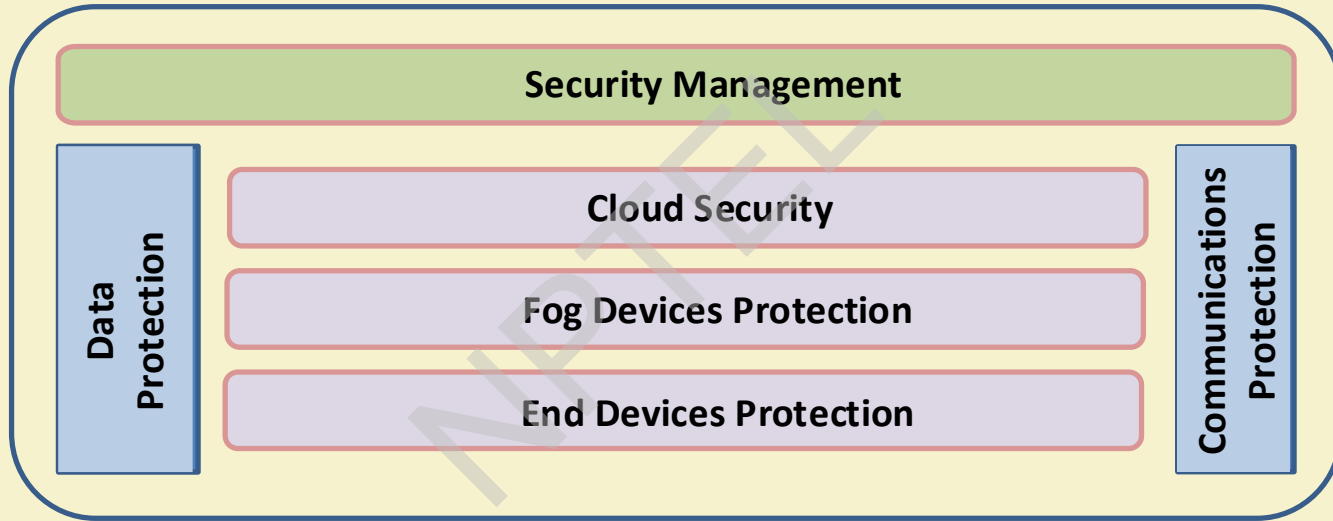 Security Management
Cloud Security
Fog Devices Protection
End Devices Protection
Data
Protection
Communications
Protection
NPTEL